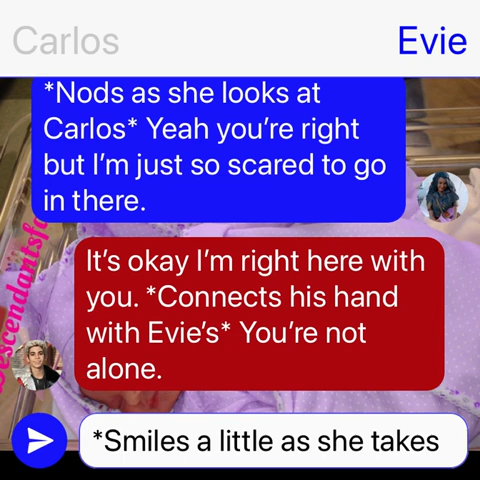 Carlos
Evie
*Nods as she looks at
Carlos* Yeah you're right
but I'm just so scared to go
in there.
It's okay I'm right here with
you. *Connects his hand
with Evie's* You're not
alone.
*Smiles a little as she takes